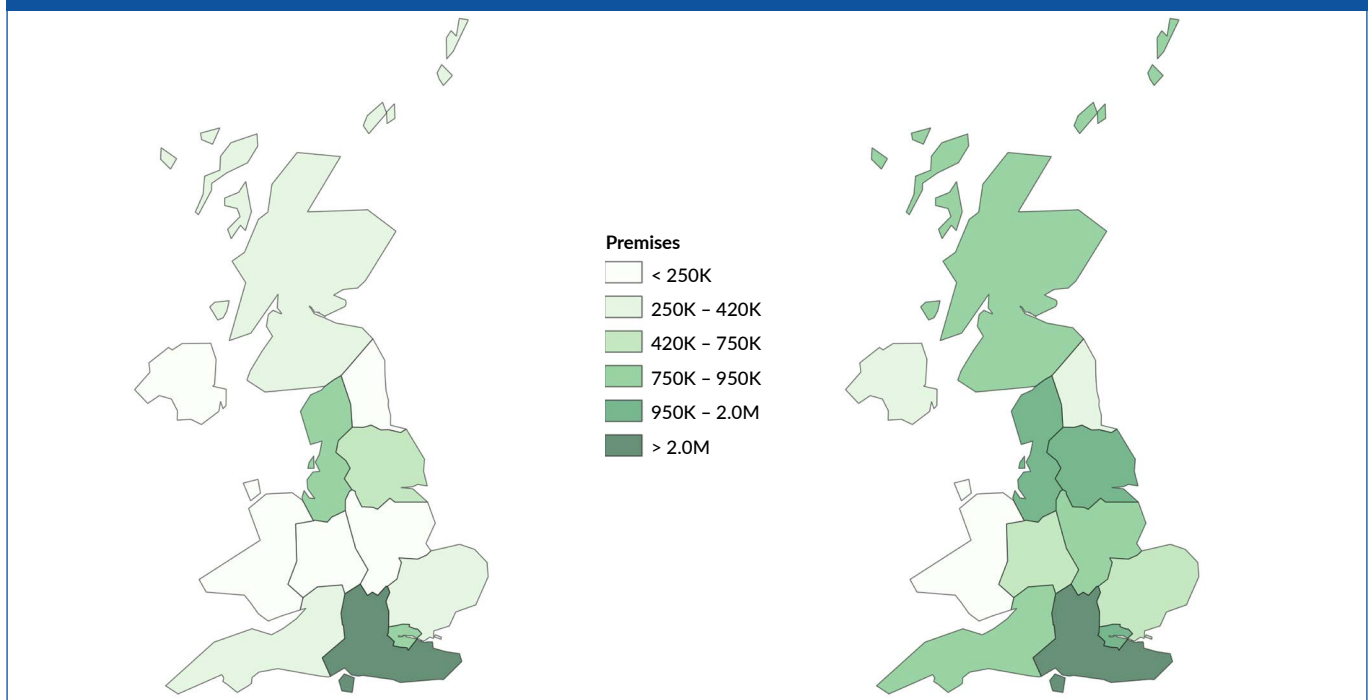 Premises
< 250K
250K – 420K
420K – 750K
750K – 950K
950K – 2.0M
> 2.0M